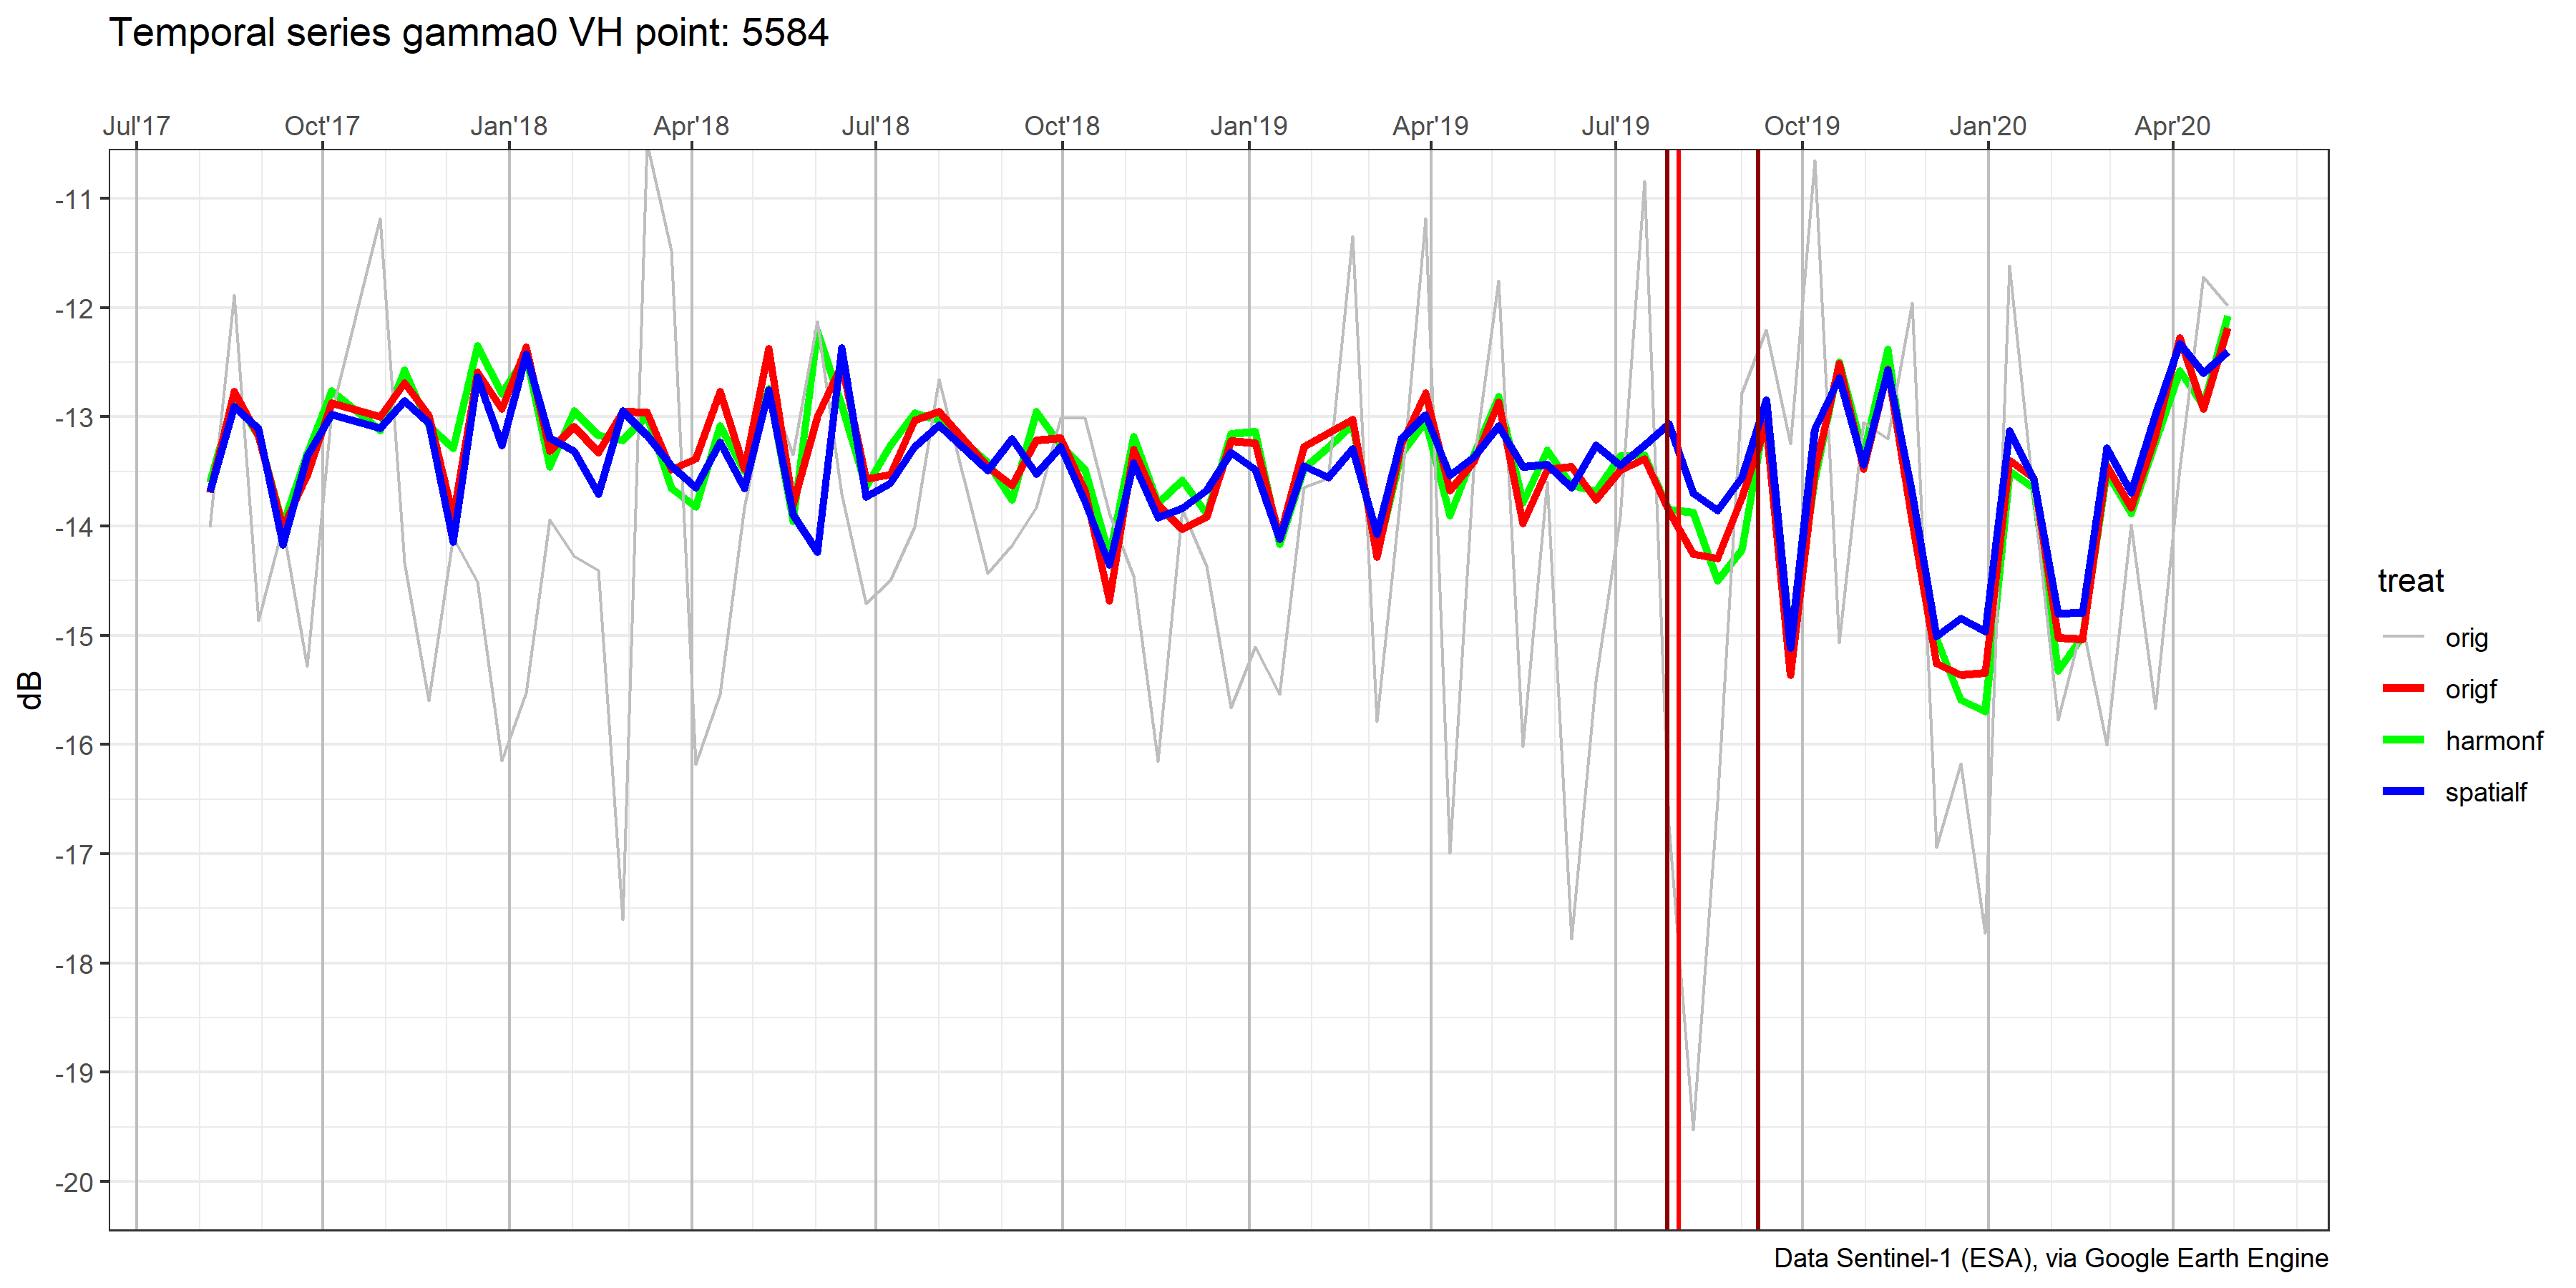 Temporal series gamma0 VH point: 5584
Jul'17 Oct'17 Jan'18 Apr'18 Jul'18 Oct'18 Jan'19 Apr'19 Jul'19 Oct'19 Jan'20 Apr'20
-11
-12
-13
-14
-15
-16
-17
-18
-19
-20
dB
treat
orig
origf
harmonf
spatialf
Data Sentinel-1 (ESA), via Google Earth Engine